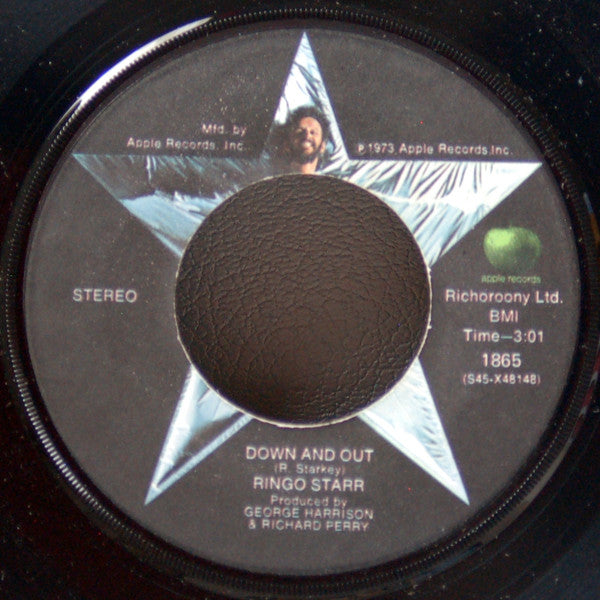 Mfd. by
Apple Records, Inc.
℗1973 Apple Records, Inc.
STEREO
apple records
Richoroony Ltd.
BMI
Time—3:01
1865
(S45-X48148)
DOWN AND OUT
(R. Starkey)
RINGO STARR
Produced by
GEORGE HARRISON
& RICHARD PERRY